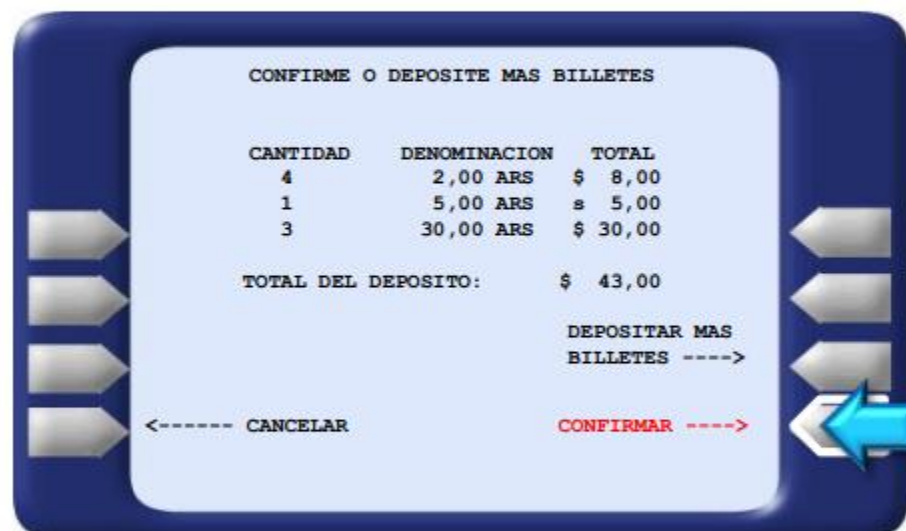 CONFIRME O DEPOSITE MAS BILLETES
CANTIDAD DENOMINACION TOTAL
4 2,00 ARS $ 8,00
1 5,00 ARS s 5,00
3 30,00 ARS $ 30,00
TOTAL DEL DEPOSITO: $ 43,00
DEPOSITAR MAS
BILLETES ---->
<------ CANCELAR CONFIRMAR ---->